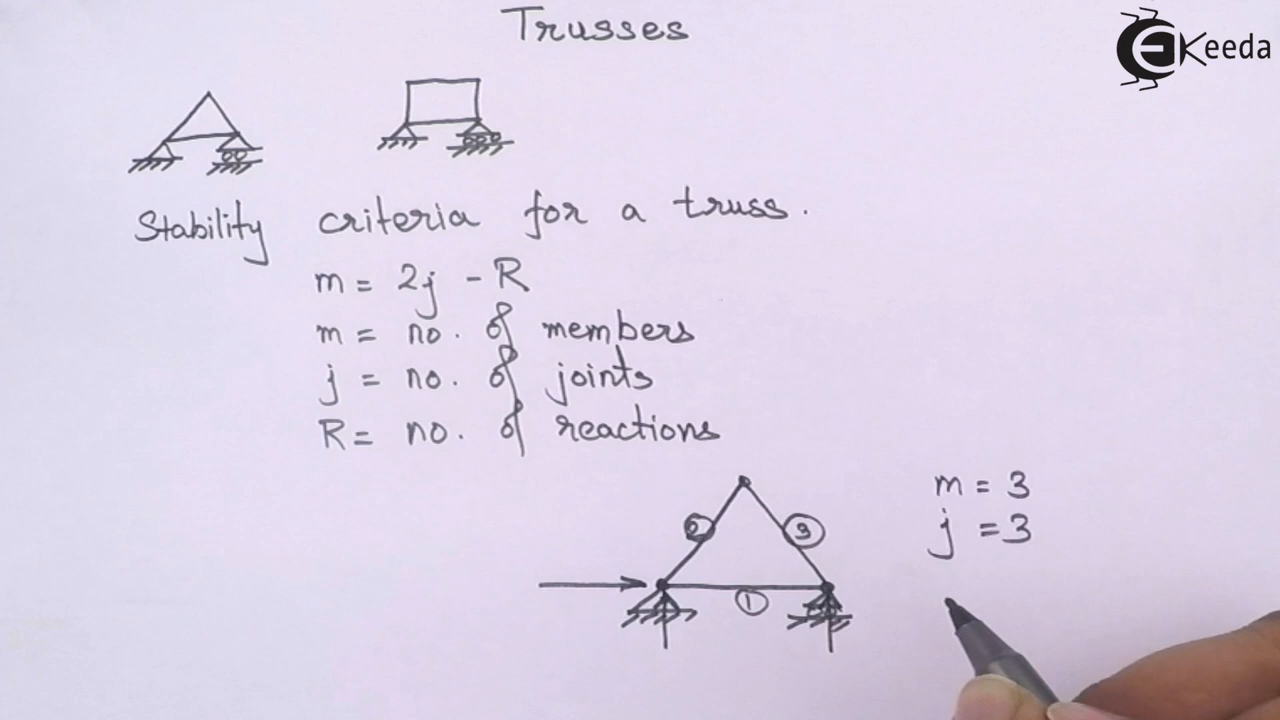 Trusses
Keeda
Stability criteria for a truss.
m = 2j - R
m = no. of members
j = no. of joints
R = no. of reactions
m = 3
j = 3
2
3
1